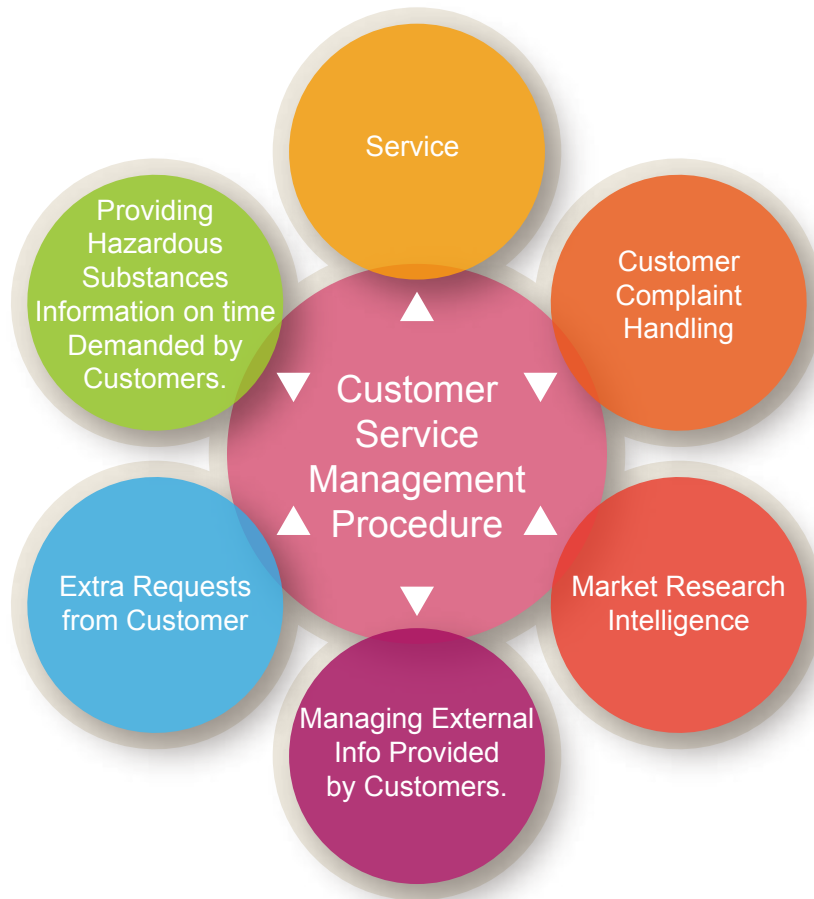 Service
Customer
Complaint
Handling
Market Research
Intelligence
Managing External
Info Provided
by Customers.
Extra Requests
from Customer
Providing
Hazardous
Substances
Information on time
Demanded by
Customers.
Customer
Service
Management
Procedure